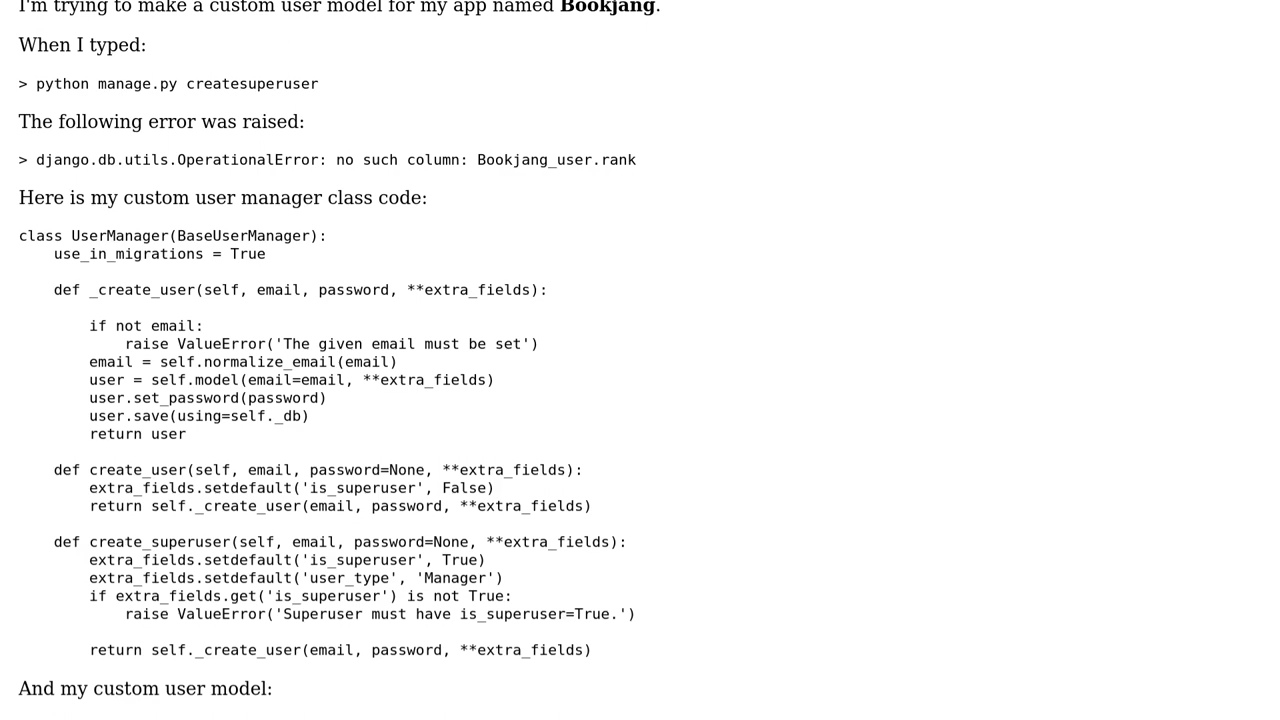 I'm trying to make a custom user model for my app named Bookjang.
When I typed:
> python manage.py createsuperuser
The following error was raised:
> django.db.utils.OperationalError: no such column: Bookjang_user.rank
Here is my custom user manager class code:
class UserManager(BaseUserManager):
    use_in_migrations = True
    def _create_user(self, email, password, **extra_fields):
        if not email:
            raise ValueError('The given email must be set')
        email = self.normalize_email(email)
        user = self.model(email=email, **extra_fields)
        user.set_password(password)
        user.save(using=self._db)
        return user
    def create_user(self, email, password=None, **extra_fields):
        extra_fields.setdefault('is_superuser', False)
        return self._create_user(email, password, **extra_fields)
    def create_superuser(self, email, password=None, **extra_fields):
        extra_fields.setdefault('is_superuser', True)
        extra_fields.setdefault('user_type', 'Manager')
        if extra_fields.get('is_superuser') is not True:
            raise ValueError('Superuser must have is_superuser=True.')
        return self._create_user(email, password, **extra_fields)
And my custom user model: